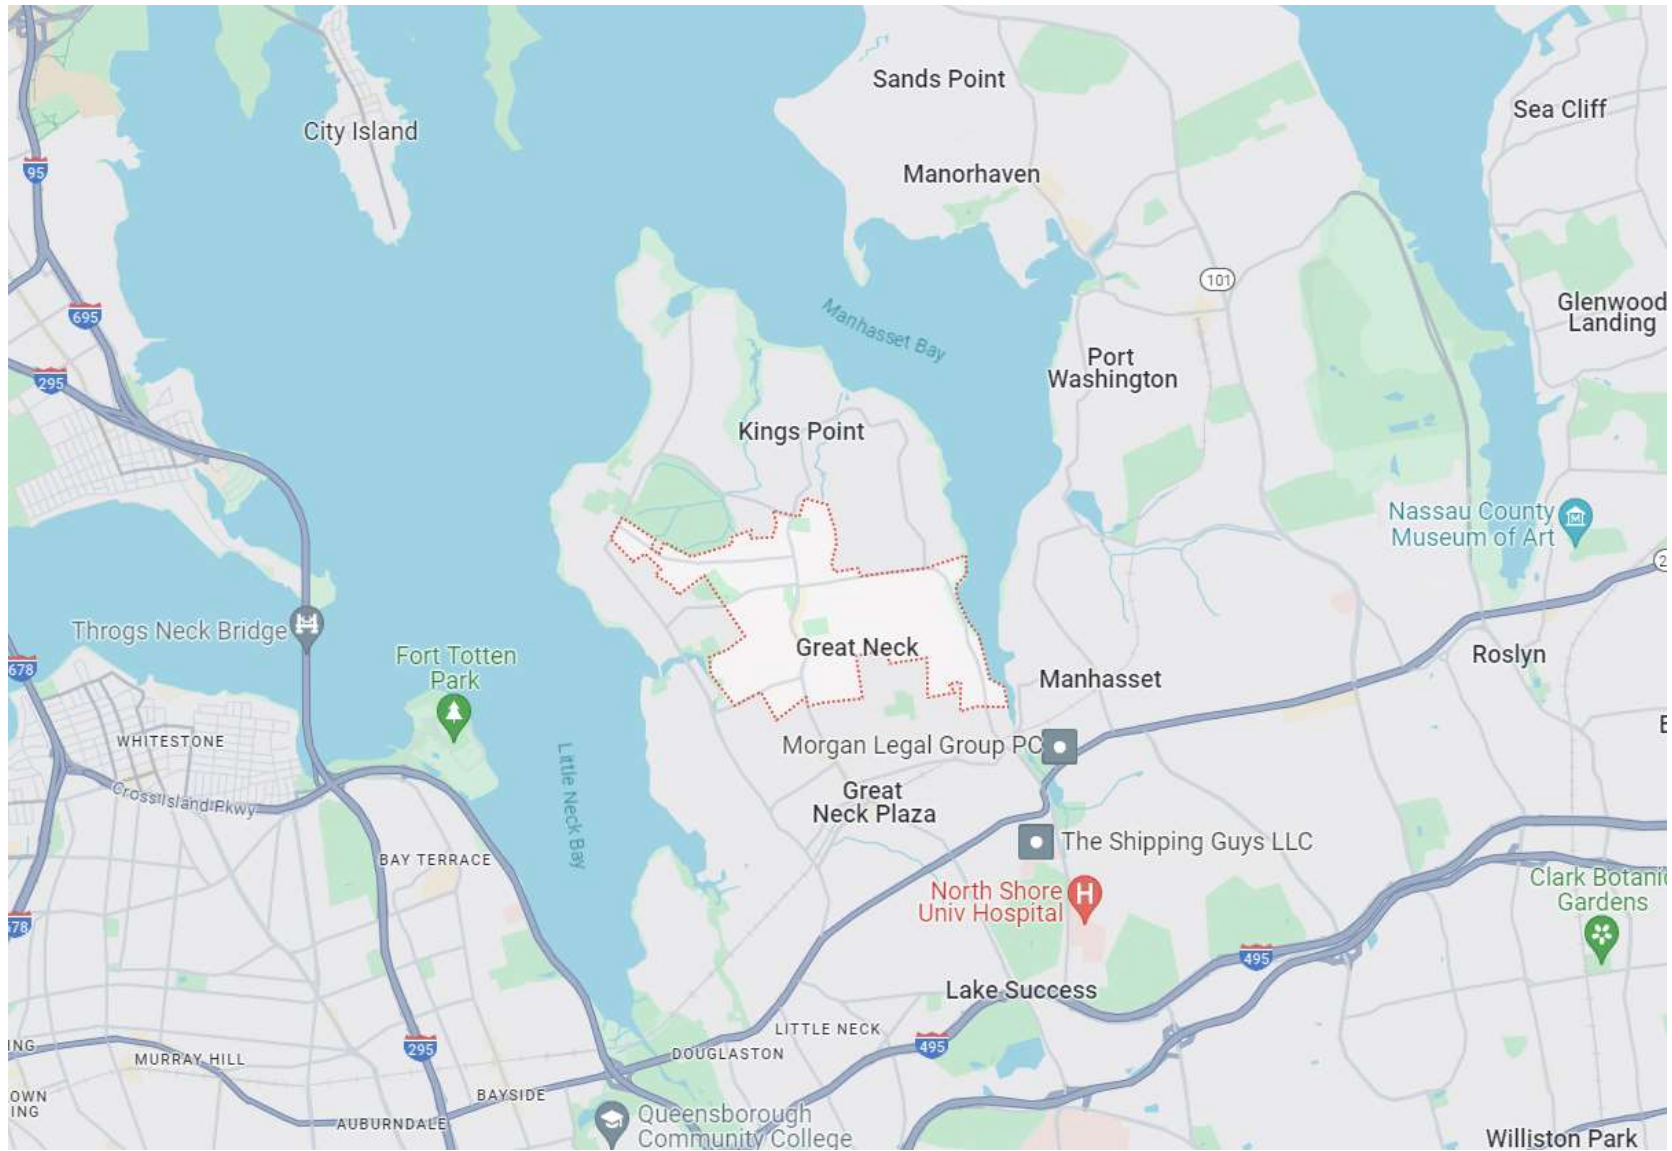 Sands Point
Sea Cliff
City Island
95
Manorhaven
101
695
Manhasset Bay
Glenwood
Landing
Port
Washington
295
Kings Point
Nassau County
Museum of Art
Throgs Neck Bridge
Great Neck
Fort Totten
Park
678
Manhasset
Roslyn
WHITESTONE
Morgan Legal Group PC
Little Neck Bay
Cross Island Pkwy
Great
Neck Plaza
BAY TERRACE
The Shipping Guys LLC
North Shore
Univ Hospital
Clark Botanic
Gardens
678
495
Lake Success
LITTLE NECK
295
495
MURRAY HILL
DOUGLASTON
BAYSIDE
AUBURNDALE
Queensborough
Community College
Williston Park